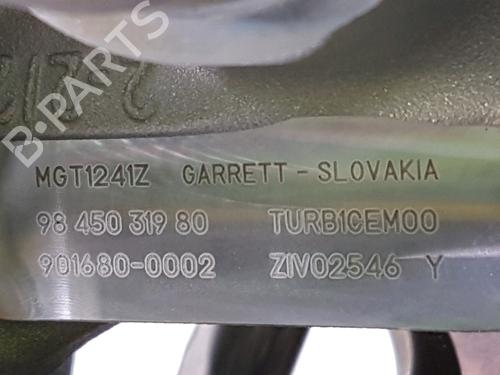 B-PARTS
MGT1241Z GARRETT - SLOVAKIA
98 450 319 80 TURB1CEM00
901680-0002 ZIV02546 Y